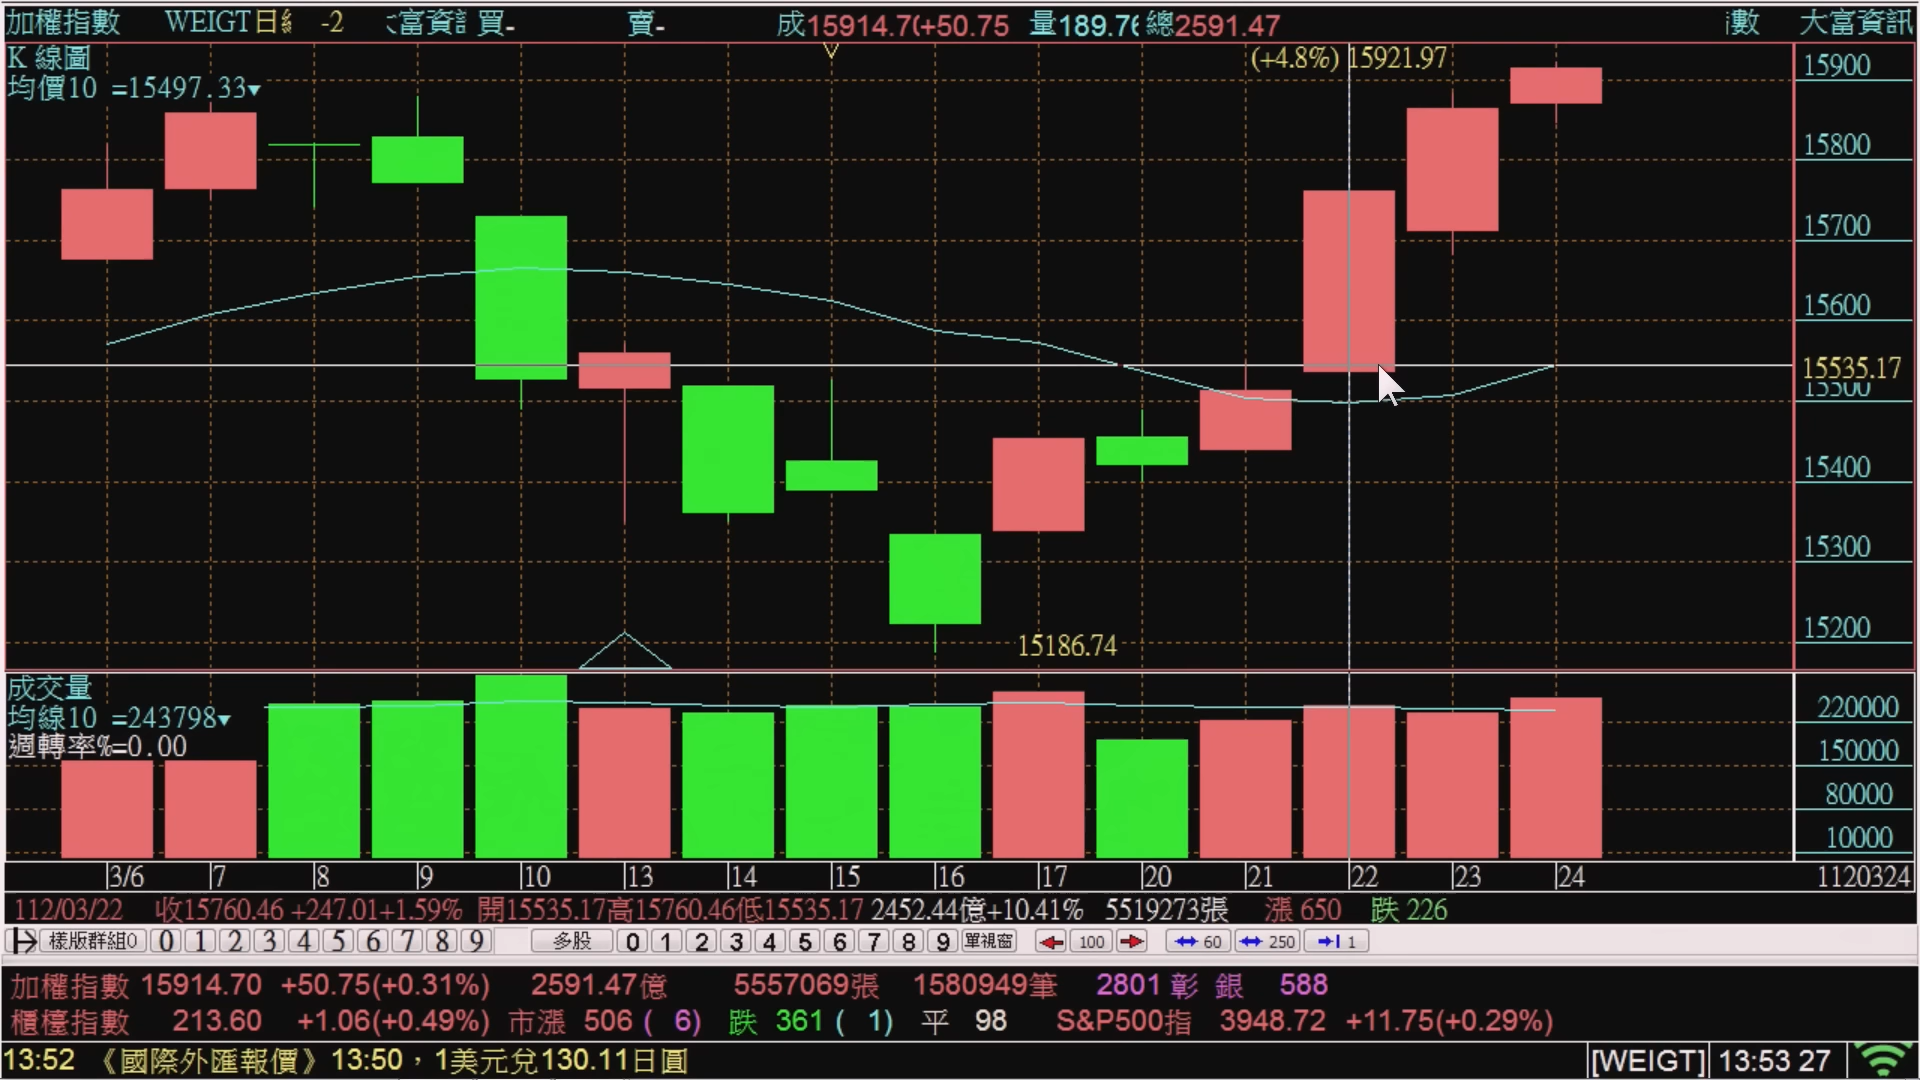 加權指數 WEIGT日 -2 富資 買- 賣- 成15914.7(+50.75 量189.76 總2591.47 數 大富資訊
K 線圖
(+4.8%) 15921.97
均價10 =15497.33▾
15900
15800
15700
15600
15535.17
15500
15400
15300
15200
15186.74
成交量
均線10 =243798▾
週轉率%=0.00
220000
150000
80000
10000
3/6 7 8 9 10 13 14 15 16 17 20 21 22 23 24 1120324
112/03/22 收15760.46 +247.01+1.59% 開15535.17高15760.46低15535.17 2452.44億+10.41% 5519273張 漲 650 跌 226
樣版群組0 0 1 2 3 4 5 6 7 8 9 多股 0 1 2 3 4 5 6 7 8 9 單視窗 100 60 250 1
加權指數 15914.70 +50.75(+0.31%) 2591.47億 5557069張 1580949筆 2801 彰 銀 588
櫃檯指數 213.60 +1.06(+0.49%) 市漲 506 ( 6) 跌 361 ( 1) 平 98 S&P500指 3948.72 +11.75(+0.29%)
13:52 《國際外匯報價》13:50，1美元兌130.11日圓 [WEIGT] 13:53 27